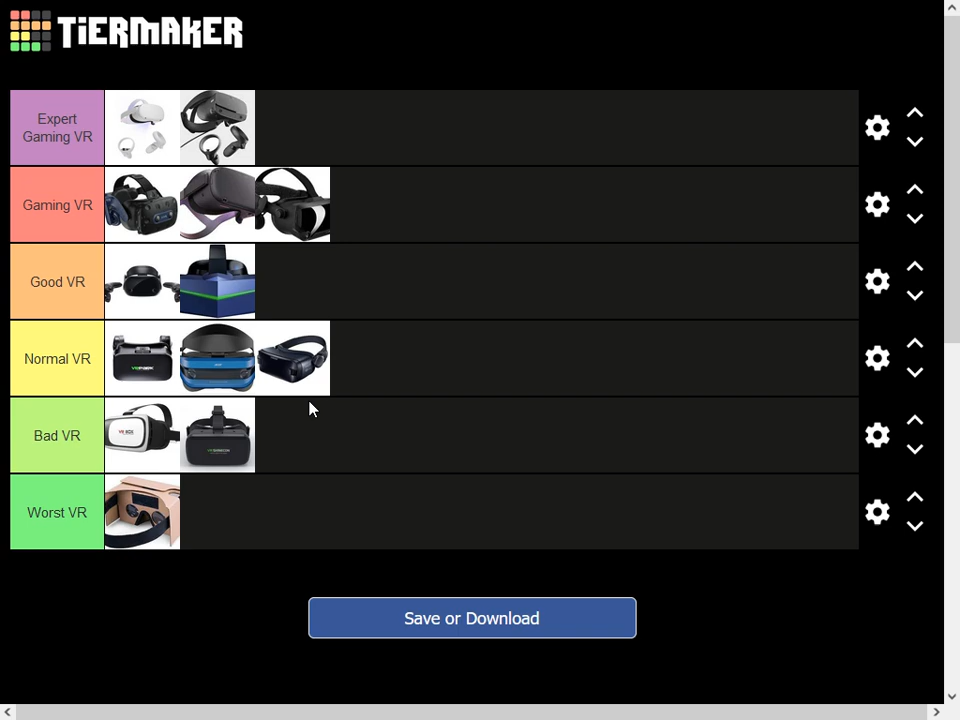 TiERMAKER
Expert
Gaming VR
Gaming VR
Good VR
Normal VR
Bad VR
Worst VR
Save or Download